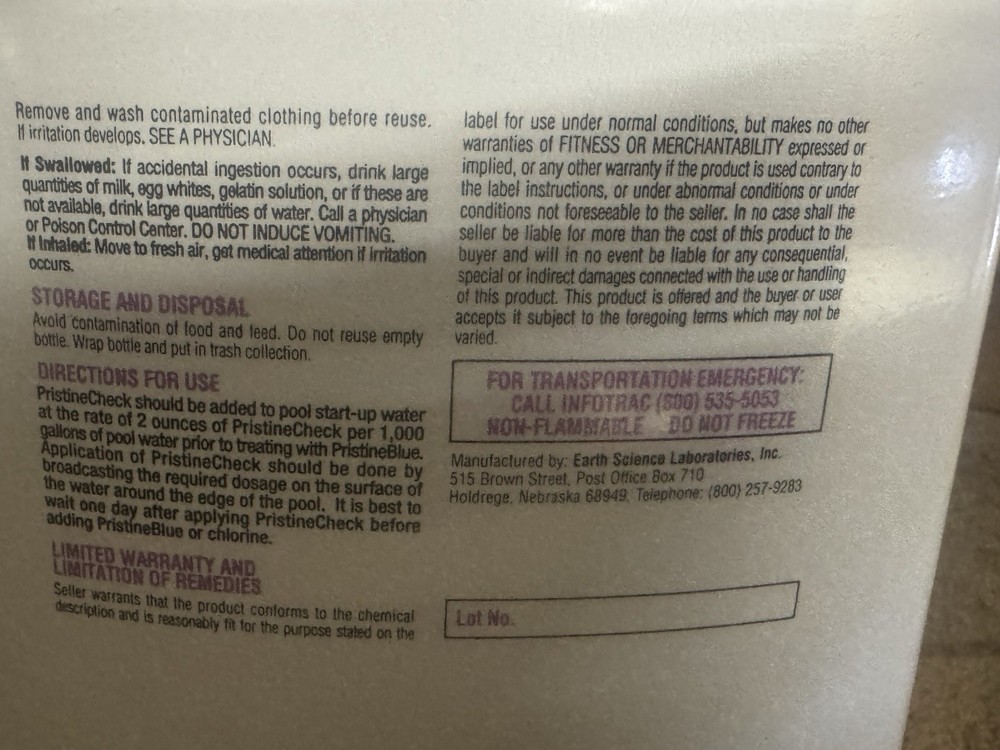 Remove and wash contaminated clothing before reuse.
If irritation develops. SEE A PHYSICIAN.
If Swallowed: If accidental ingestion occurs, drink large
quantities of milk, egg whites, gelatin solution, or if these are
not available, drink large quantities of water. Call a physician
or Poison Control Center. DO NOT INDUCE VOMITING.
If Inhaled: Move to fresh air, get medical attention if irritation
occurs.
STORAGE AND DISPOSAL
Avoid contamination of food and feed. Do not reuse empty
bottle. Wrap bottle and put in trash collection.
DIRECTIONS FOR USE
PristineCheck should be added to pool start-up water
at the rate of 2 ounces of PristineCheck per 1,000
gallons of pool water prior to treating with PristineBlue.
Application of PristineCheck should be done by
broadcasting the required dosage on the surface of
the water around the edge of the pool. It is best to
wait one day after applying PristineCheck before
adding PristineBlue or chlorine.
LIMITED WARRANTY AND
LIMITATION OF REMEDIES
Seller warrants that the product conforms to the chemical
description and is reasonably fit for the purpose stated on the
label for use under normal conditions, but makes no other
warranties of FITNESS OR MERCHANTABILITY expressed or
implied, or any other warranty if the product is used contrary to
the label instructions, or under abnormal conditions or under
conditions not foreseeable to the seller. In no case shall the
seller be liable for more than the cost of this product to the
buyer and will in no event be liable for any consequential,
special or indirect damages connected with the use or handling
of this product. This product is offered and the buyer or user
accepts it subject to the foregoing terms which may not be
varied.
FOR TRANSPORTATION EMERGENCY:
CALL INFOTRAC (800) 535-5053
NON-FLAMMABLE DO NOT FREEZE
Manufactured by: Earth Science Laboratories, Inc.
515 Brown Street, Post Office Box 710
Holdrege, Nebraska 68949. Telephone: (800) 257-9283
Lot No.